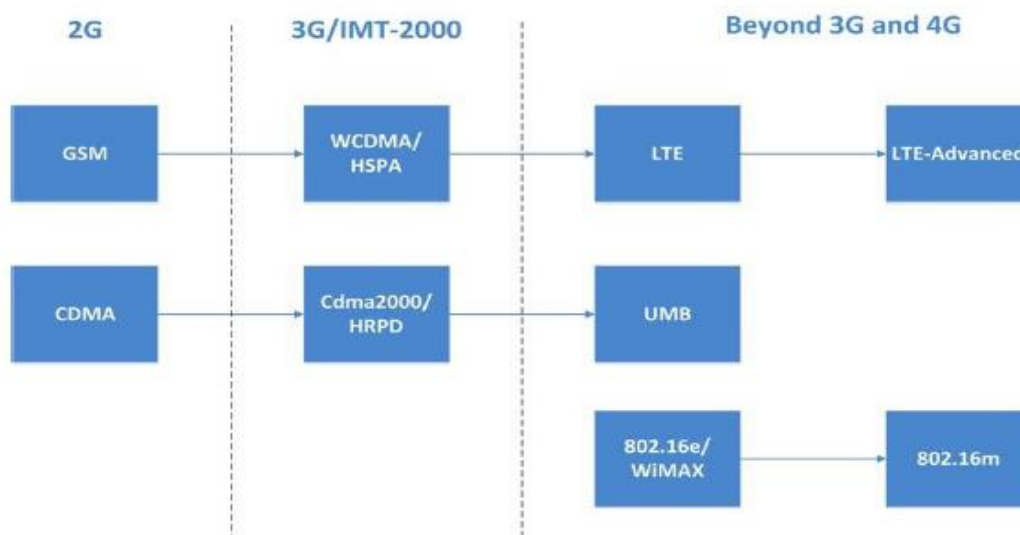 2G
3G/IMT-2000
Beyond 3G and 4G
GSM
WCDMA/
HSPA
LTE
LTE-Advanced
CDMA
Cdma2000/
HRPD
UMB
802.16e/
WiMAX
802.16m